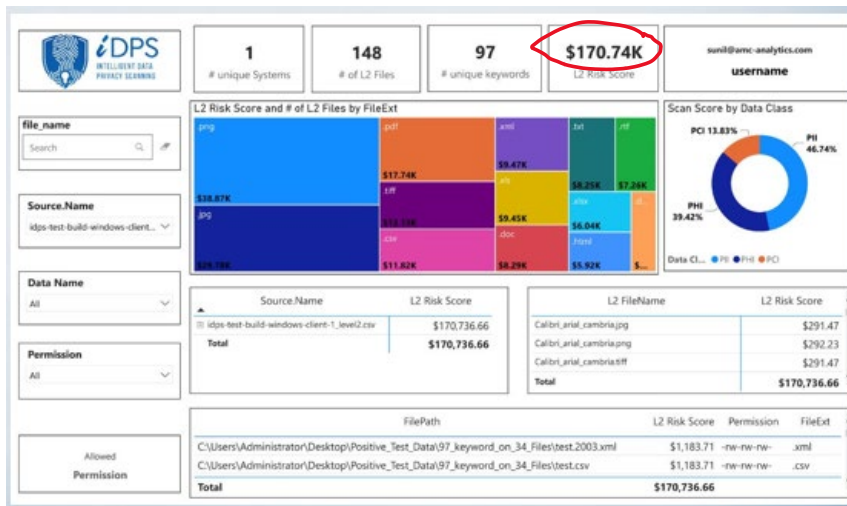 iDPS
INTELLIGENT DATA
PRIVACY SCANNING
1
# unique Systems
148
# of L2 Files
97
# unique keywords
$170.74K
L2 Risk Score
sunil@amc-analytics.com
username
file_name
Search
Source.Name
idps-test-build-windows-client...
Data Name
All
Permission
All
Allowed
Permission
L2 Risk Score and # of L2 Files by FileExt
.png
$38.87K
.jpg
.pdf
$17.74K
.tiff
.csv
$11.82K
.xml
$9.47K
.xls
$9.45K
.doc
$8.29K
.txt
$8.25K
.rtf
$7.26K
.xlsx
$6.04K
.html
$5.92K
.d...
$...
Scan Score by Data Class
PCI 13.83%
PII
46.74%
PHI
39.42%
Data Cl... PII PHI PCI
Source.Name L2 Risk Score
idps-test-build-windows-client-1_level2.csv $170,736.66
Total $170,736.66
L2 FileName L2 Risk Score
Calibri_arial_cambria.jpg $291.47
Calibri_arial_cambria.png $292.23
Calibri_arial_cambria.tiff $291.47
Total $170,736.66
FilePath L2 Risk Score Permission FileExt
C:\Users\Administrator\Desktop\Positive_Test_Data\97_keyword_on_34_Files\test.2003.xml $1,183.71 -rw-rw-rw- .xml
C:\Users\Administrator\Desktop\Positive_Test_Data\97_keyword_on_34_Files\test.csv $1,183.71 -rw-rw-rw- .csv
Total $170,736.66